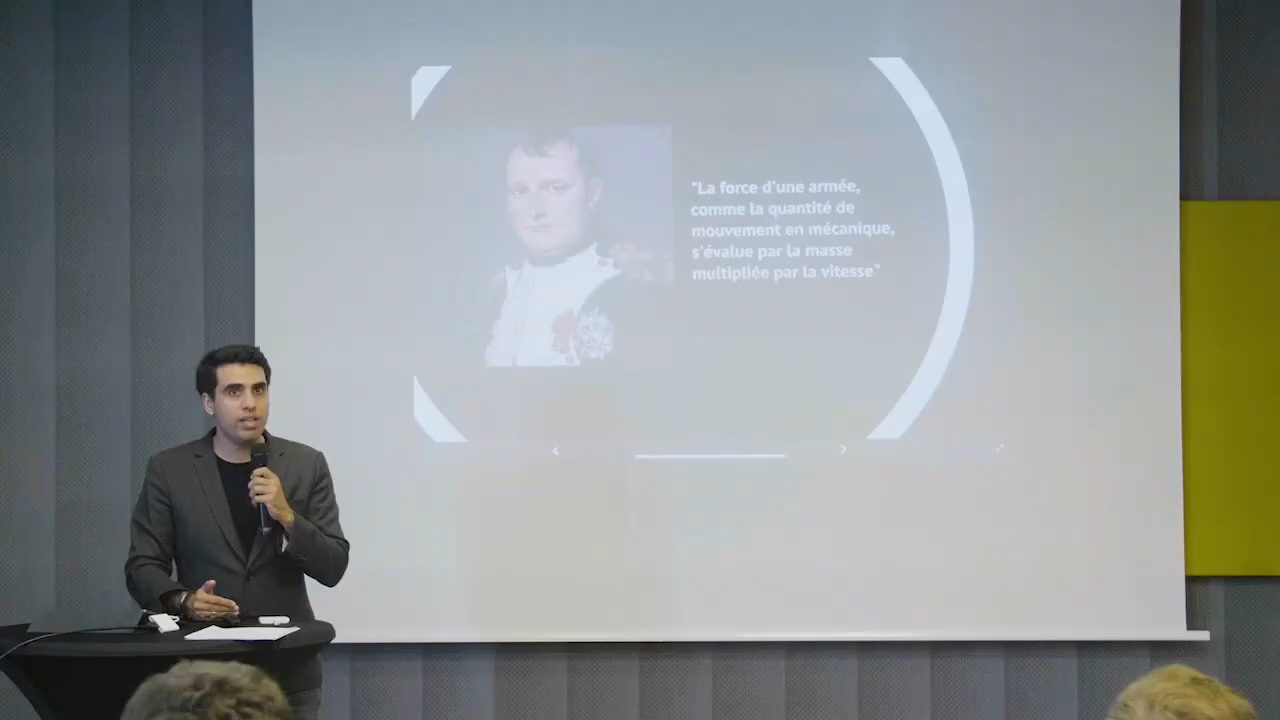 "La force d'une armée,
comme la quantité de
mouvement en mécanique,
s'évalue par la masse
multipliée par la vitesse"